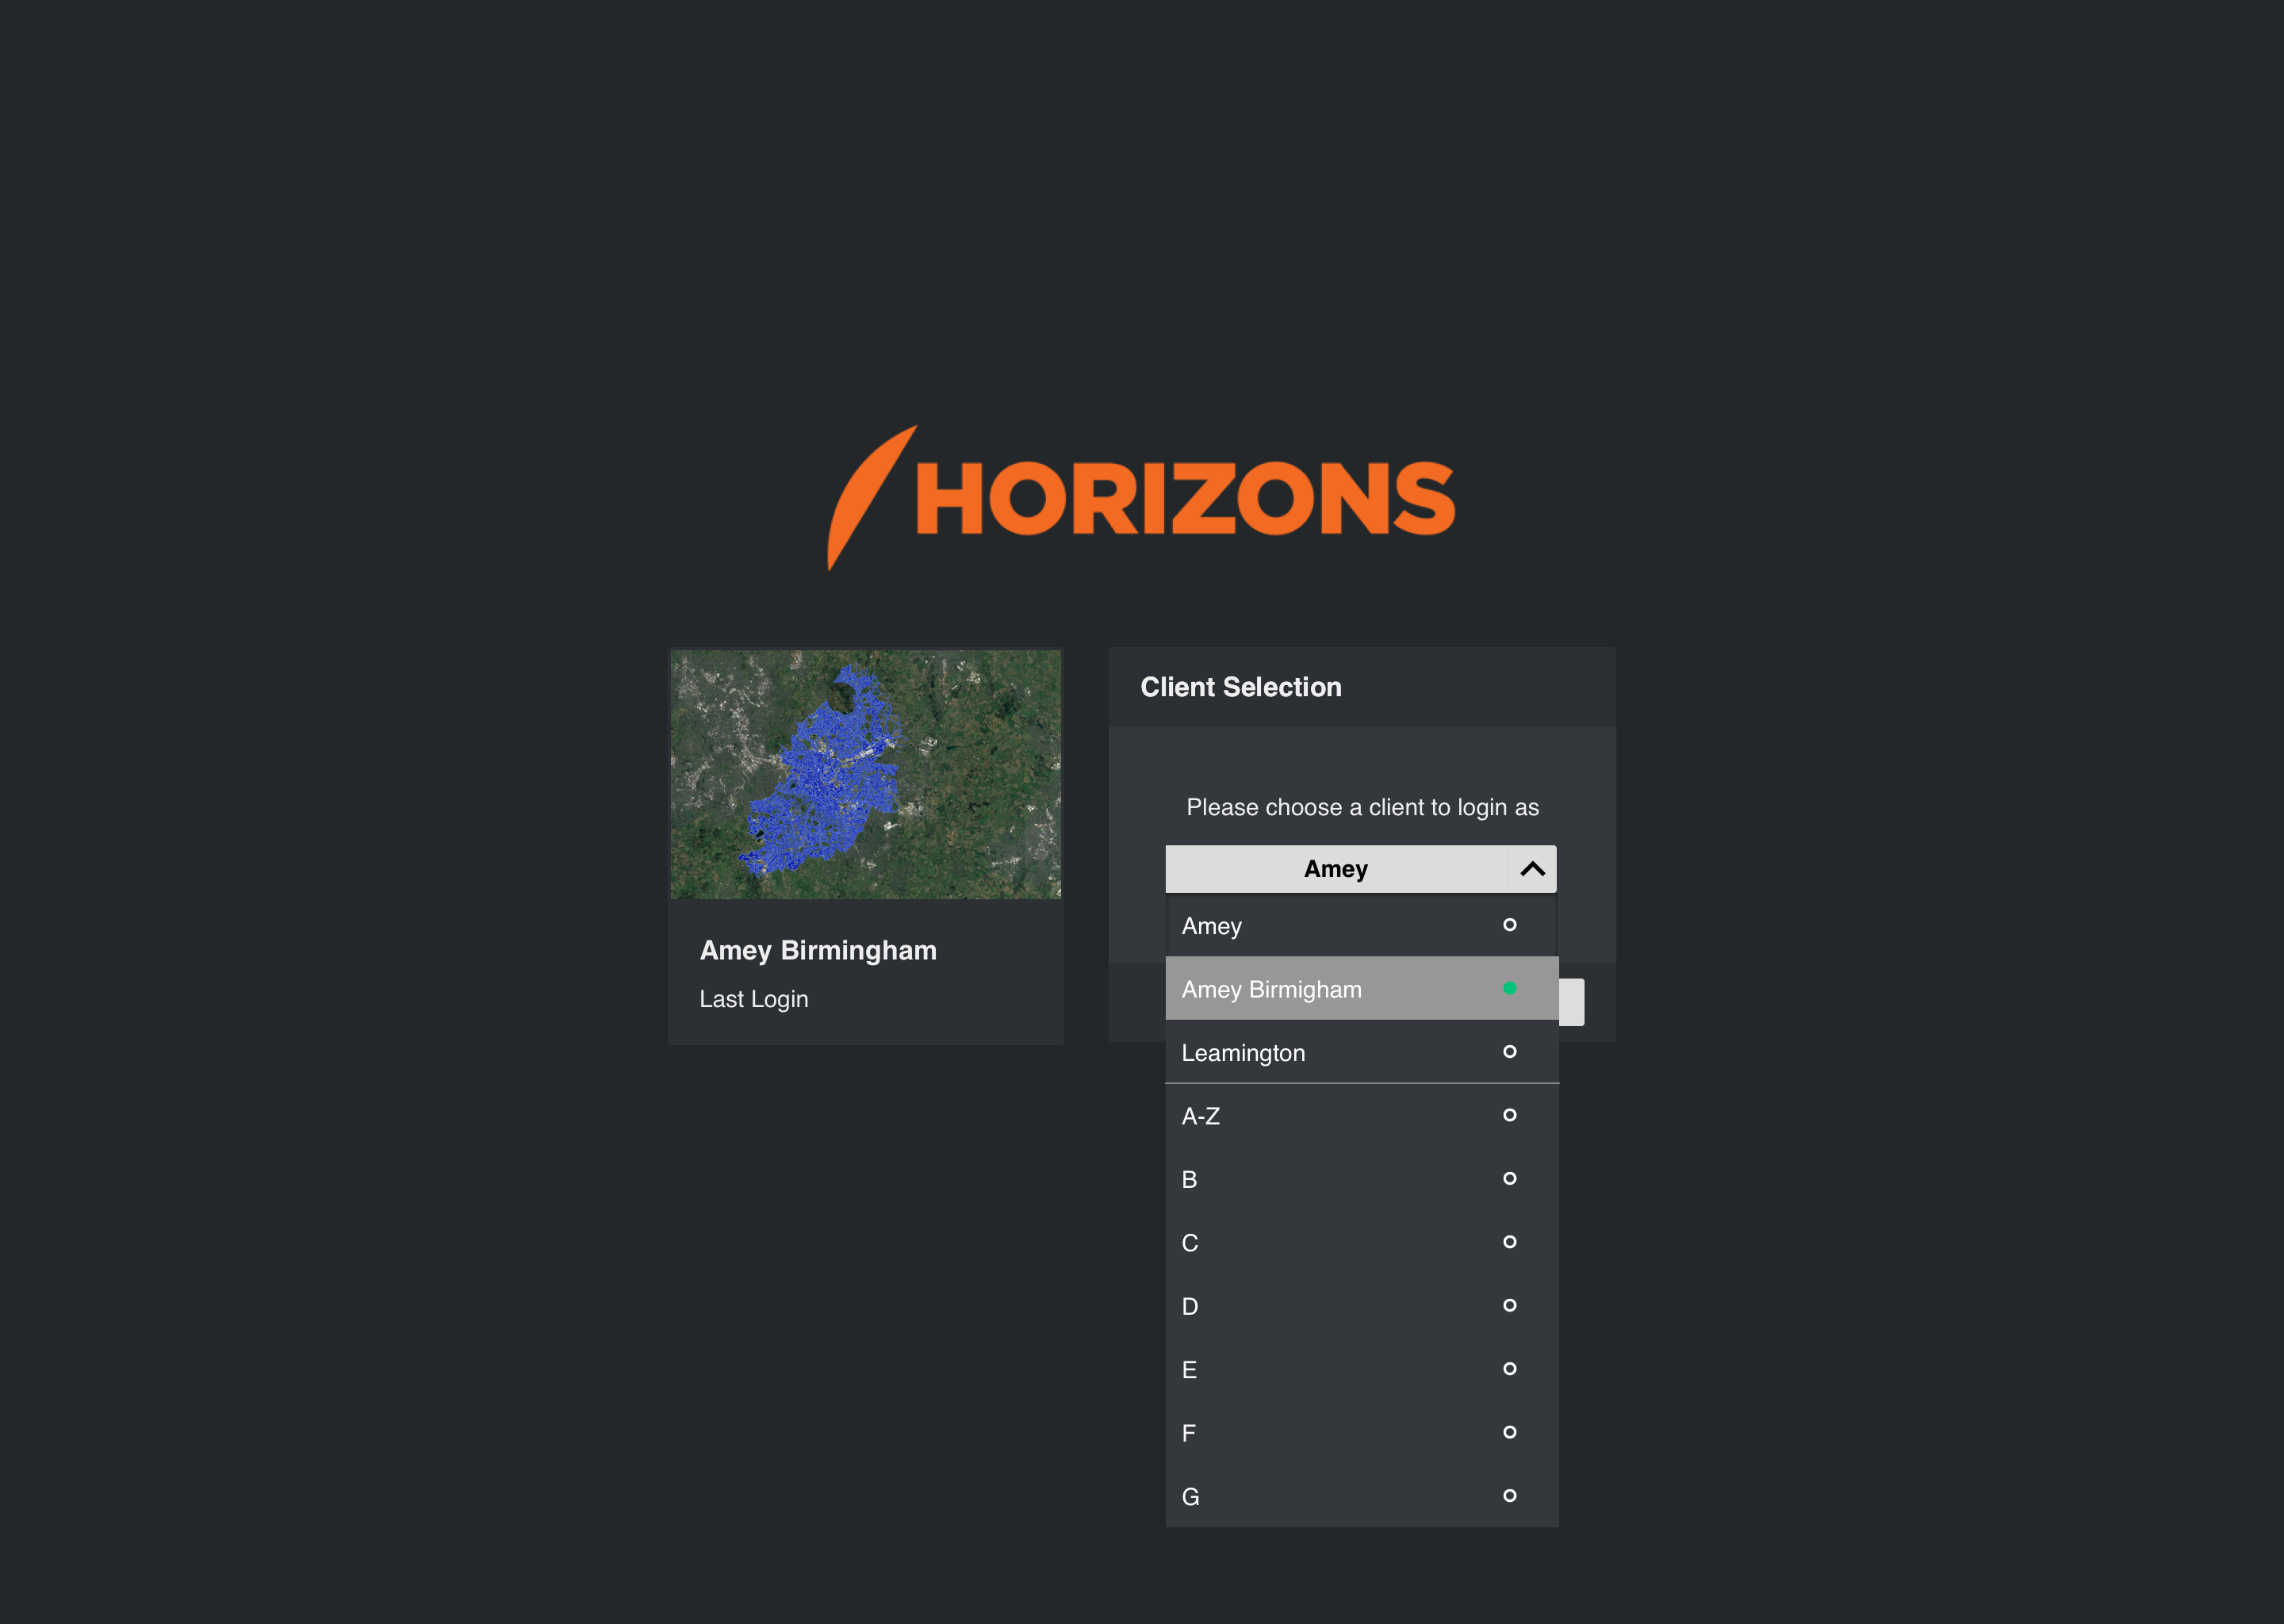 HORIZONS
Amey Birmingham
Last Login
Client Selection
Please choose a client to login as
Amey
Amey
Amey Birmigham
Leamington
A-Z
B
C
D
E
F
G